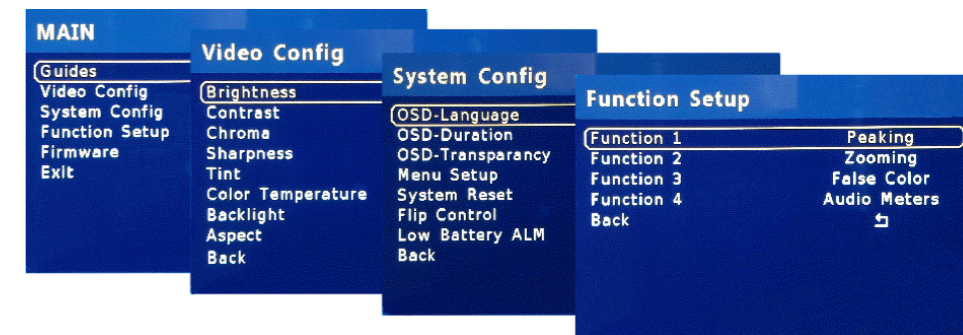 MAIN
Guides
Video Config
System Config
Function Setup
Firmware
Exit
Video Config
Brightness
Contrast
Chroma
Sharpness
Tint
Color Temperature
Backlight
Aspect
Back
System Config
OSD-Language
OSD-Duration
OSD-Transparancy
Menu Setup
System Reset
Flip Control
Low Battery ALM
Back
Function Setup
Function 1 Peaking
Function 2 Zooming
Function 3 False Color
Function 4 Audio Meters
Back